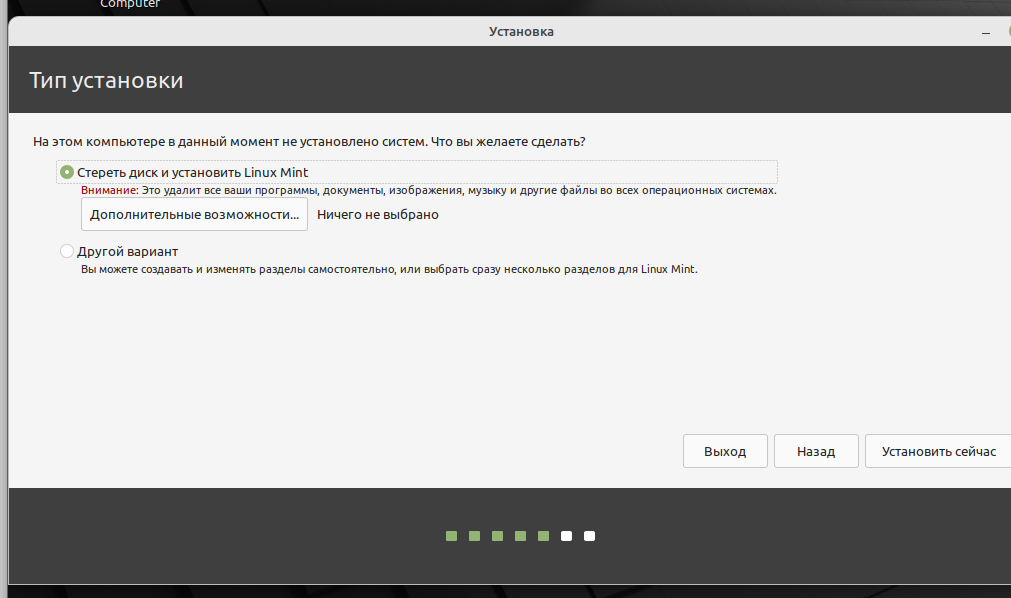 Computer
Установка
Тип установки
На этом компьютере в данный момент не установлено систем. Что вы желаете сделать?
Стереть диск и установить Linux Mint
Внимание: Это удалит все ваши программы, документы, изображения, музыку и другие файлы во всех операционных системах.
Дополнительные возможности... Ничего не выбрано
Другой вариант
Вы можете создавать и изменять разделы самостоятельно, или выбрать сразу несколько разделов для Linux Mint.
Выход Назад Установить сейчас